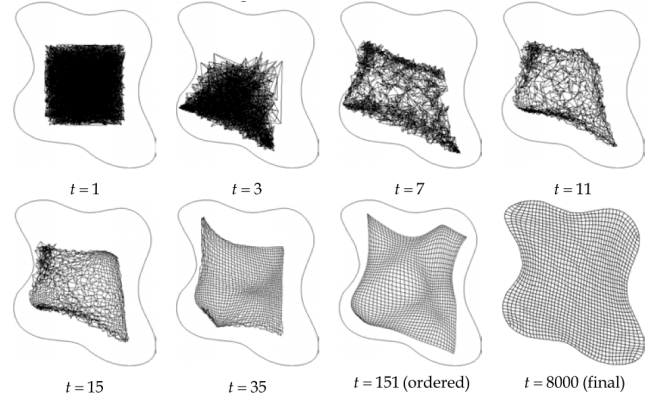 t = 1
t = 3
t = 7
t = 11
t = 15
t = 35
t = 151 (ordered)
t = 8000 (final)